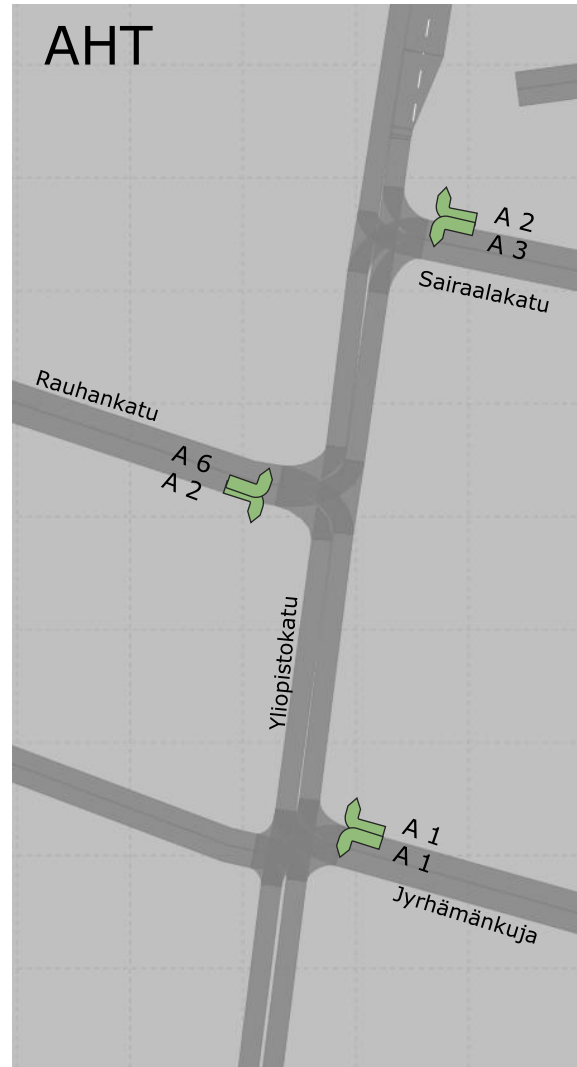 AHT
A 2
A 3
Sairaalakatu
Rauhankatu
A 6
A 2
Yliopistokatu
A 1
A 1
Jyrhämänkuja